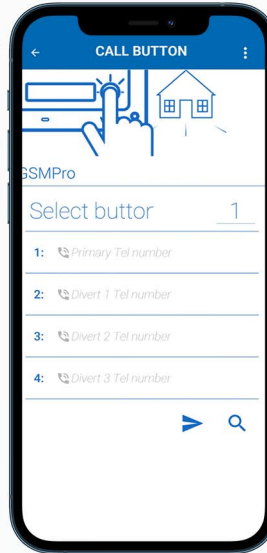 CALL BUTTON
GSMPro
Select buttor 1
1: Primary Tel number
2: Divert 1 Tel number
3: Divert 2 Tel number
4: Divert 3 Tel number